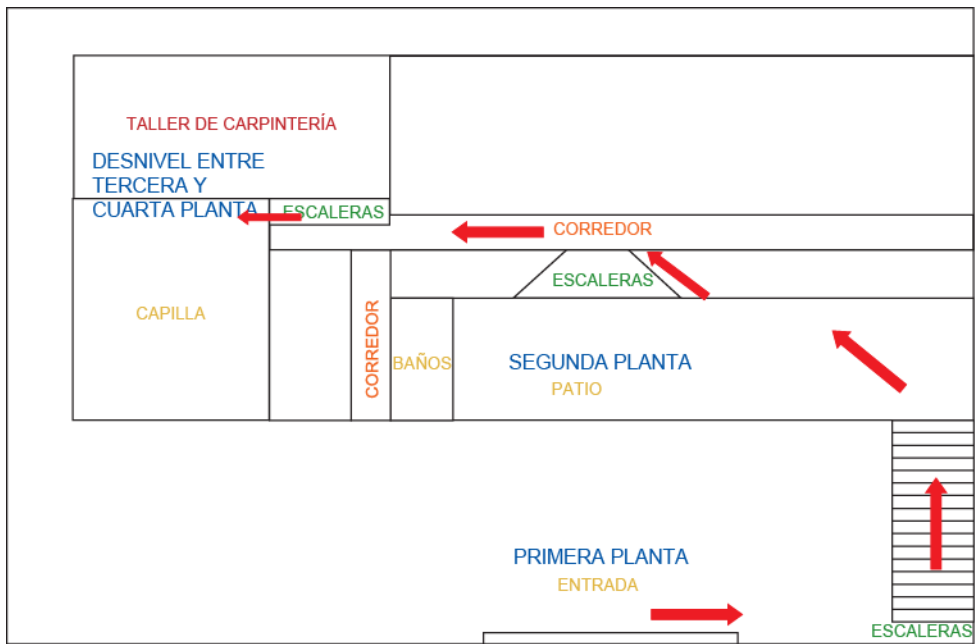 TALLER DE CARPINTERÍA
DESNIVEL ENTRE
TERCERA Y
CUARTA PLANTA
ESCALERAS
CORREDOR
ESCALERAS
CAPILLA
CORREDOR
BAÑOS
SEGUNDA PLANTA
PATIO
PRIMERA PLANTA
ENTRADA
ESCALERAS